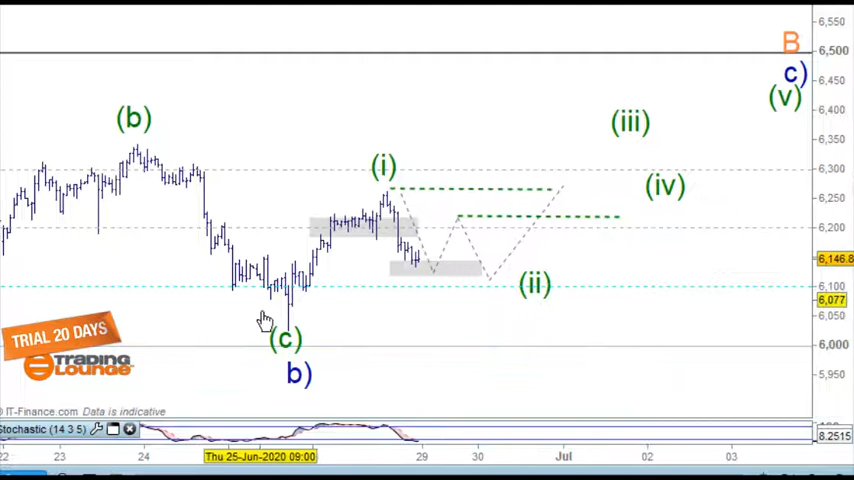 6,550
B
6,500
c)
6,450
(v)
6,400
(b)
(iii)
6,350
(i)
6,300
(iv)
6,250
6,200
6,146.8
(ii)
6,100
6,077
6,050
TRIAL 20 DAYS
(c)
6,000
TRADING
LOUNGE
b)
5,950
© IT-Finance.com Data is indicative
Stochastic (14 3 5)
100
8.2515
22
24
Thu 25-Jun-2020 09:00
29
30
Jul
02
03